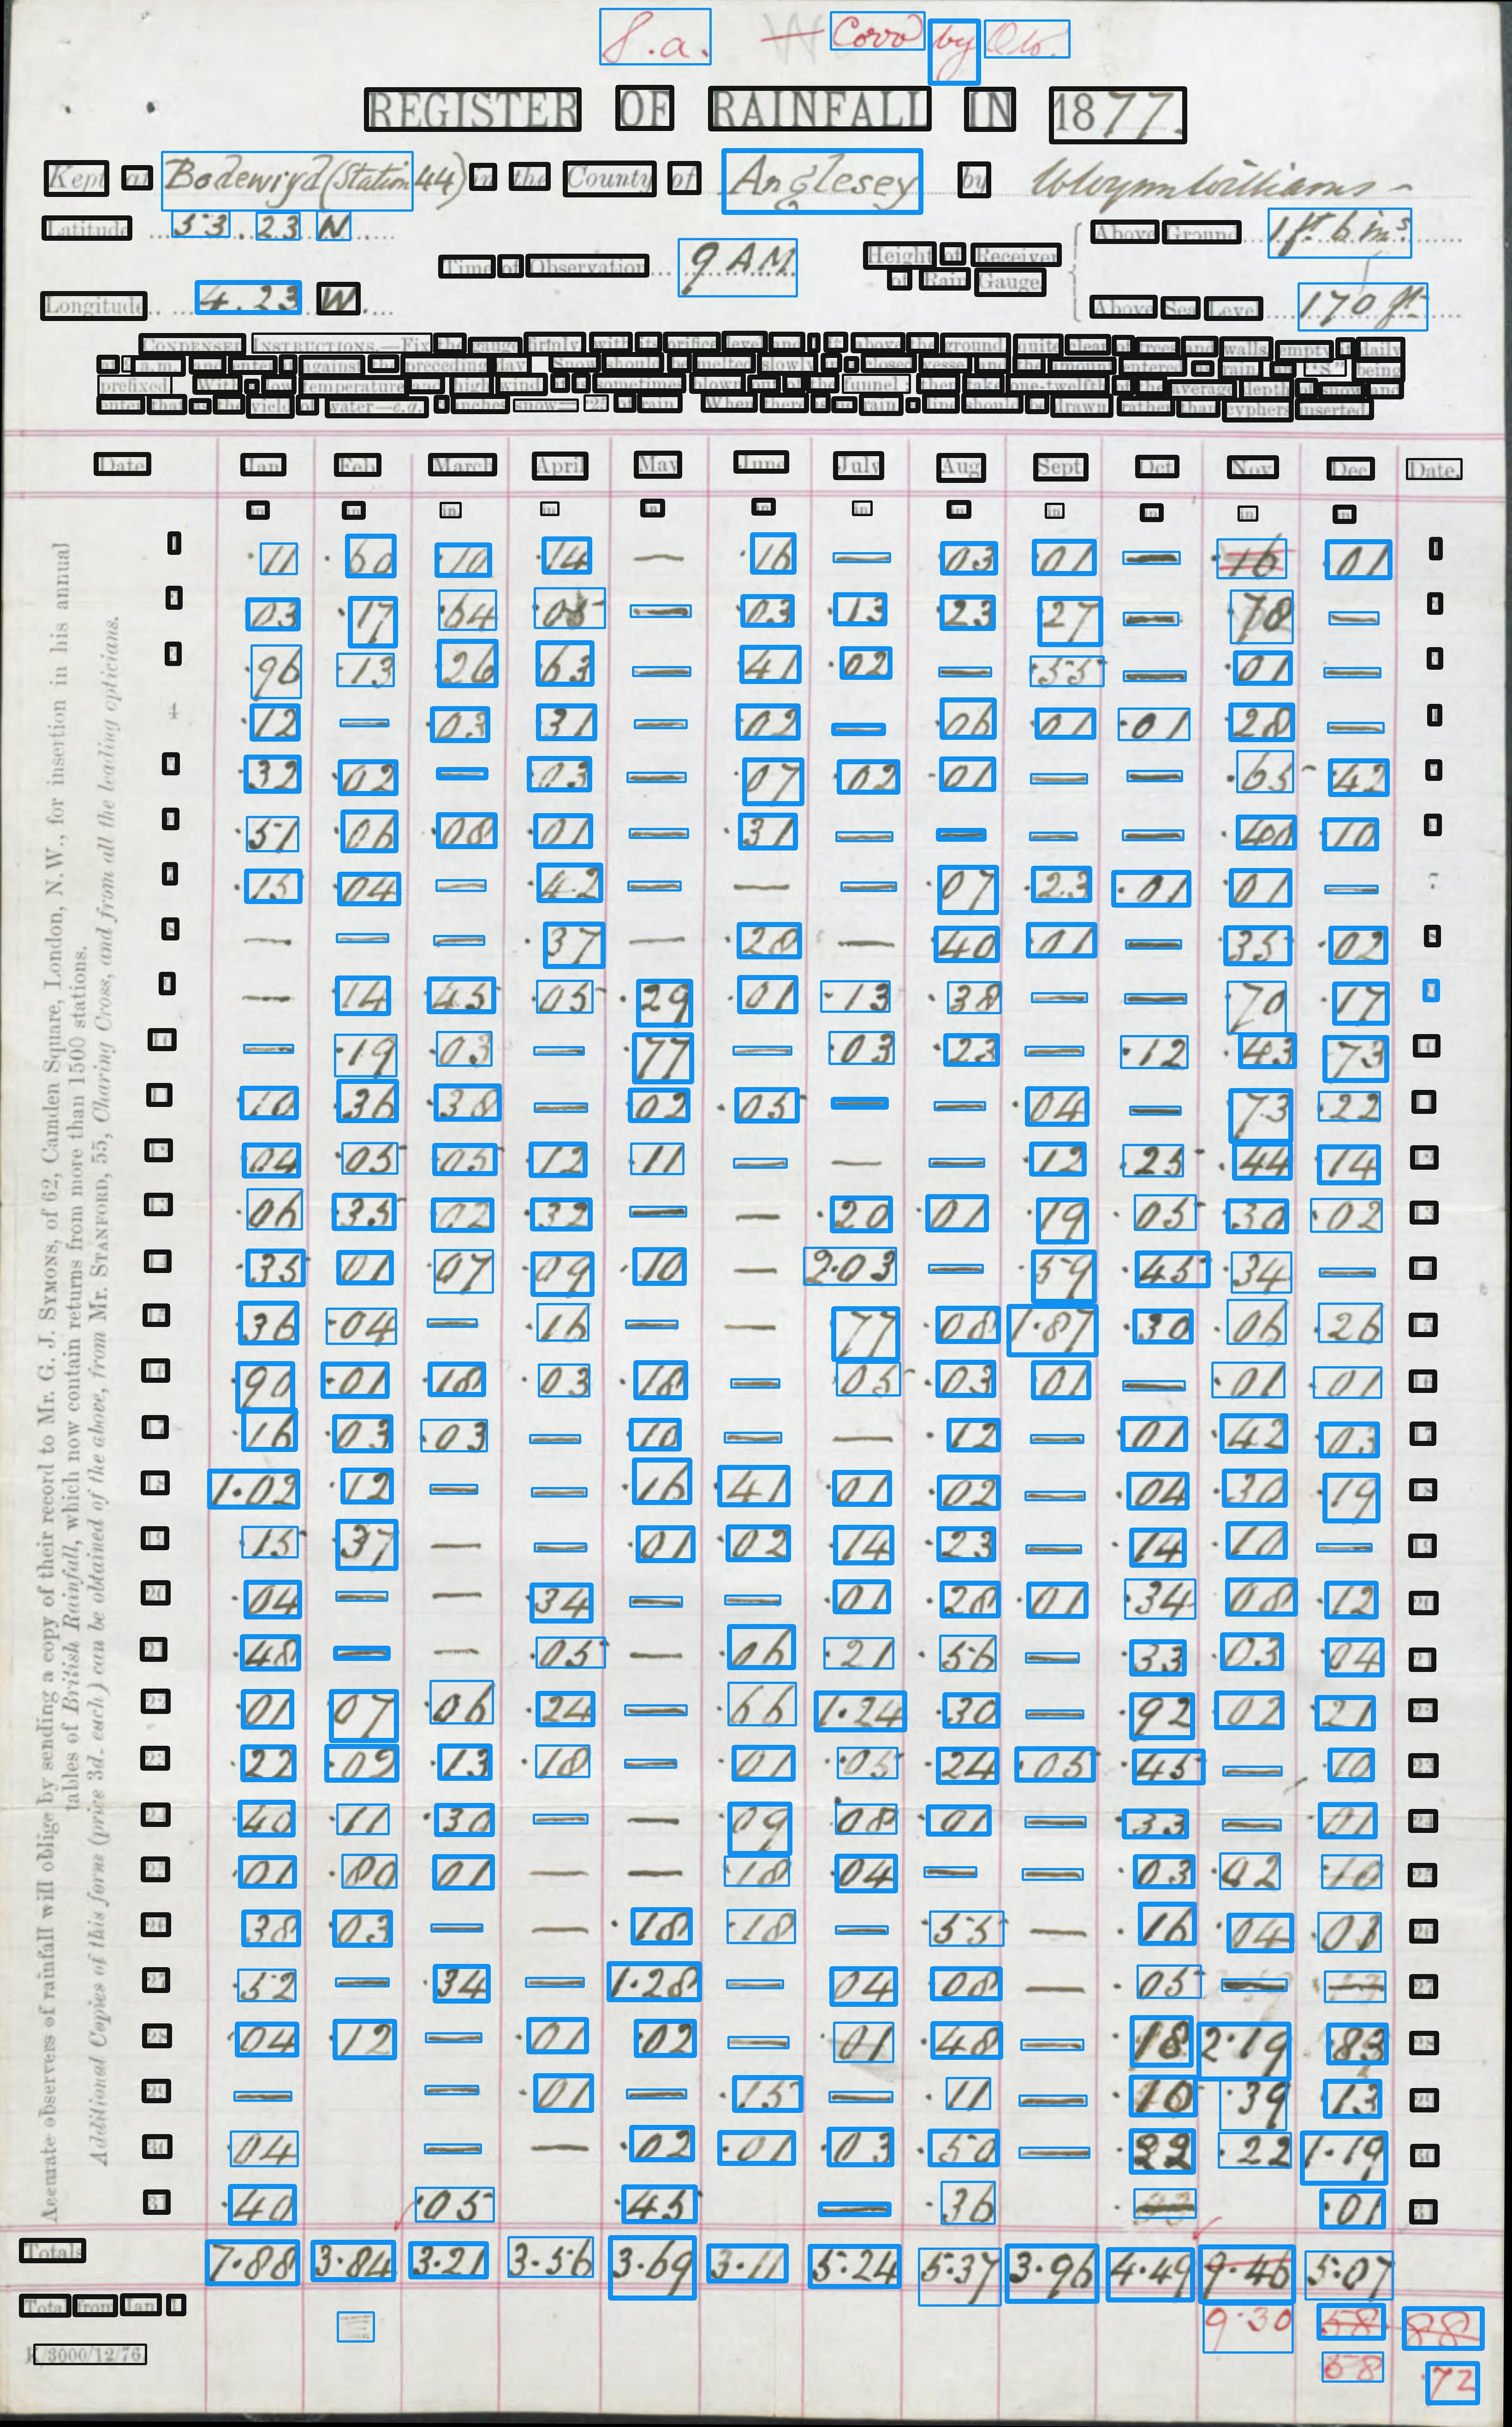 S.a. — Covd by Oto.
REGISTER OF RAINFALL IN 1877.
Kept at Bodewryd (Station 44) in the County of Anglesey by W Wynn Williams
Latitude 53.23 N
Time of Observation 9 AM
Height of Receiver of Rain Gauge
Above Ground 1 ft 6 ins
Longitude 4.23 W.
Above Sea Level 170 ft
CONDENSED INSTRUCTIONS.—Fix the gauge firmly with its orifice level and 1 ft above the ground quite clear of trees and walls empty it daily
at 9 a.m. and enter it against the preceding day Snow should be melted slowly in a closed vessel and the amount entered as rain but "S" being
prefixed With a low temperature and high wind it is sometimes blown out of the funnel; then take one-twelfth of the average depth of snow and
enter that as the yield of water—e.g. 3 inches snow=·25 of rain When there is no rain a line should be drawn rather than cyphers inserted
Date Jan Feb March April May June July Aug Sept Oct Nov Dec Date.
in in in in in in in in in in in in
1 ·11 ·60 ·10 ·14 — ·16 — ·03 ·01 — ·16 ·01 1
2 ·03 ·17 ·64 ·05 — ·03 ·13 ·23 ·27 — ·78 — 2
3 ·96 ·13 ·26 ·63 — ·41 ·02 — ·55 — ·01 — 3
4 ·12 — ·03 ·31 — ·02 — ·06 ·01 ·01 ·28 — 4
5 ·32 ·02 — ·03 — ·07 ·02 ·01 — — ·65 ·42 5
6 ·51 ·06 ·08 ·01 — ·31 — — — — ·40 ·10 6
7 ·15 ·04 — ·42 — — — ·07 ·23 ·01 ·01 — 7
8 — — — ·37 — ·28 — ·40 ·01 — ·35 ·02 8
9 — ·14 ·45 ·05 ·29 ·01 ·13 ·38 — — ·70 ·17 9
10 — ·19 ·03 — ·77 — ·03 ·23 — ·12 ·43 ·73 10
11 ·10 ·36 ·38 — ·02 ·05 — — ·04 — ·73 ·22 11
12 ·04 ·05 ·05 ·12 ·11 — — — ·12 ·25 ·44 ·14 12
13 ·06 ·35 ·02 ·32 — — ·20 ·01 ·19 ·05 ·30 ·02 13
14 ·35 ·01 ·07 ·09 ·10 — 2·03 — ·59 ·45 ·34 — 14
15 ·36 ·04 — ·16 — — ·77 ·08 1·87 ·30 ·06 ·26 15
16 ·90 ·01 ·18 ·03 ·18 — ·05 ·03 ·01 — ·01 ·01 16
17 ·16 ·03 ·03 — ·10 — — ·12 — ·01 ·42 ·03 17
18 1·02 ·12 — — ·16 ·41 ·01 ·02 — ·04 ·30 ·19 18
19 ·15 ·37 — — ·01 ·02 ·14 ·23 — ·14 ·10 — 19
20 ·04 — — ·34 — — ·01 ·28 ·01 ·34 ·08 ·12 20
21 ·48 — — ·05 — ·06 ·21 ·56 — ·33 ·03 ·04 21
22 ·01 ·07 ·06 ·24 — ·66 1·24 ·30 — ·92 ·02 ·21 22
23 ·22 ·02 ·13 ·18 — ·01 ·05 ·24 ·05 ·45 — ·10 23
24 ·40 ·11 ·30 — — ·09 ·08 ·01 — ·33 — ·01 24
25 ·01 ·80 ·01 — — ·18 ·04 — — ·03 ·02 ·10 25
26 ·38 ·03 — — ·18 ·18 — ·55 — ·16 ·04 ·01 26
27 ·52 — ·34 — 1·28 — ·04 ·08 — ·05 — — 27
28 ·04 ·12 — ·01 ·02 — ·01 ·48 — ·18 2·19 ·83 28
29 — — ·01 — ·15 — ·11 — ·10 ·39 ·13 29
30 ·04 — — ·02 ·01 ·03 ·50 — ·22 ·22 1·19 30
31 ·40 ·05 ·45 — ·36 — ·01 31
Totals 7·88 3·84 3·21 3·56 3·69 3·11 5·24 5·37 3·96 4·49 9·46 5·07
Total from Jan 1
9·30 58 88
58 ·72
K/3000/12/76
Accurate observers of rainfall will oblige by sending a copy of their record to Mr. G. J. SYMONS, of 62, Camden Square, London, N.W., for insertion in his annual
tables of British Rainfall, which now contain returns from more than 1500 stations.
Additional Copies of this form (price 3d. each) can be obtained of the above, from Mr. STANFORD, 55, Charing Cross, and from all the leading opticians.